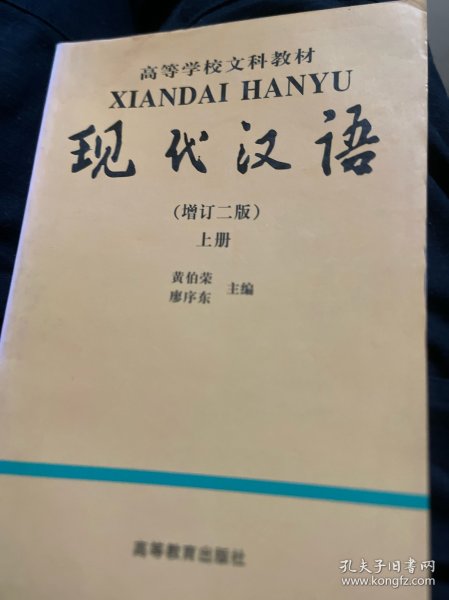 高等学校文科教材
XIANDAI HANYU
现代汉语
(增订二版)
上册
黄伯荣
廖序东
主编
高等教育出版社
孔夫子旧书网
www.kongfz.com